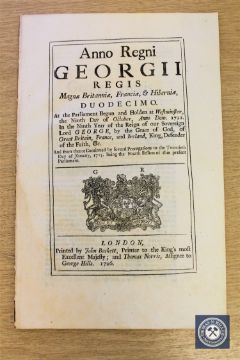 Anno Regni
GEORGII
REGIS
Magnæ Britanniæ, Franciæ, & Hiberniæ,
DUODECIMO.
At the Parliament Begun and Holden at Westminster,
the Ninth Day of October, Anno Dom. 1722.
In the Ninth Year of the Reign of our Sovereign
Lord GEORGE, by the Grace of God, of
Great Britain, France, and Ireland, King, Defender
of the Faith, &c.
And from thence Continued by several Prorogations to the Twentieth
Day of January, 1725. being the Fourth Session of this present
Parliament.
G R
LONDON,
Printed by John Baskett, Printer to the King's most
Excellent Majesty; and Thomas Norris, Assignee to
George Hills. 1726.